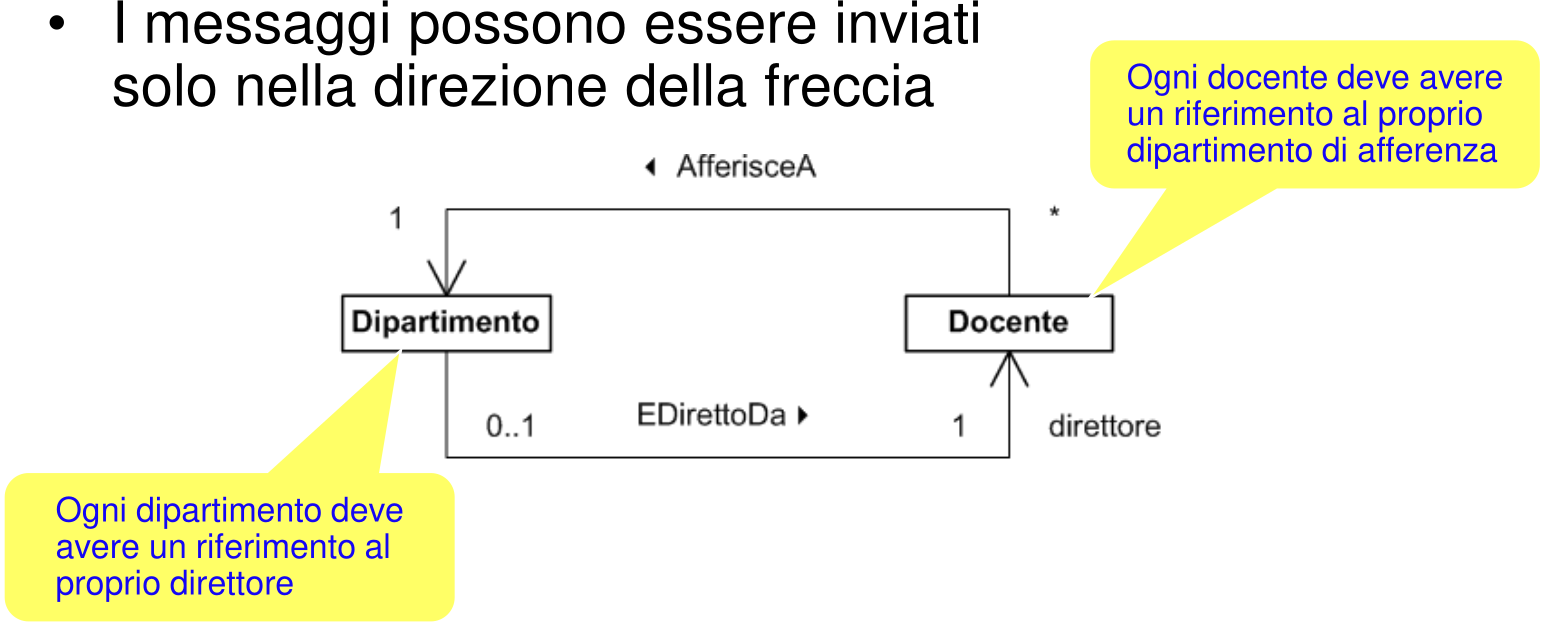 • I messaggi possono essere inviati
solo nella direzione della freccia
Ogni docente deve avere
un riferimento al proprio
dipartimento di afferenza
AfferisceA
1
*
Dipartimento
Docente
0..1
EDirettoDa
1
direttore
Ogni dipartimento deve
avere un riferimento al
proprio direttore